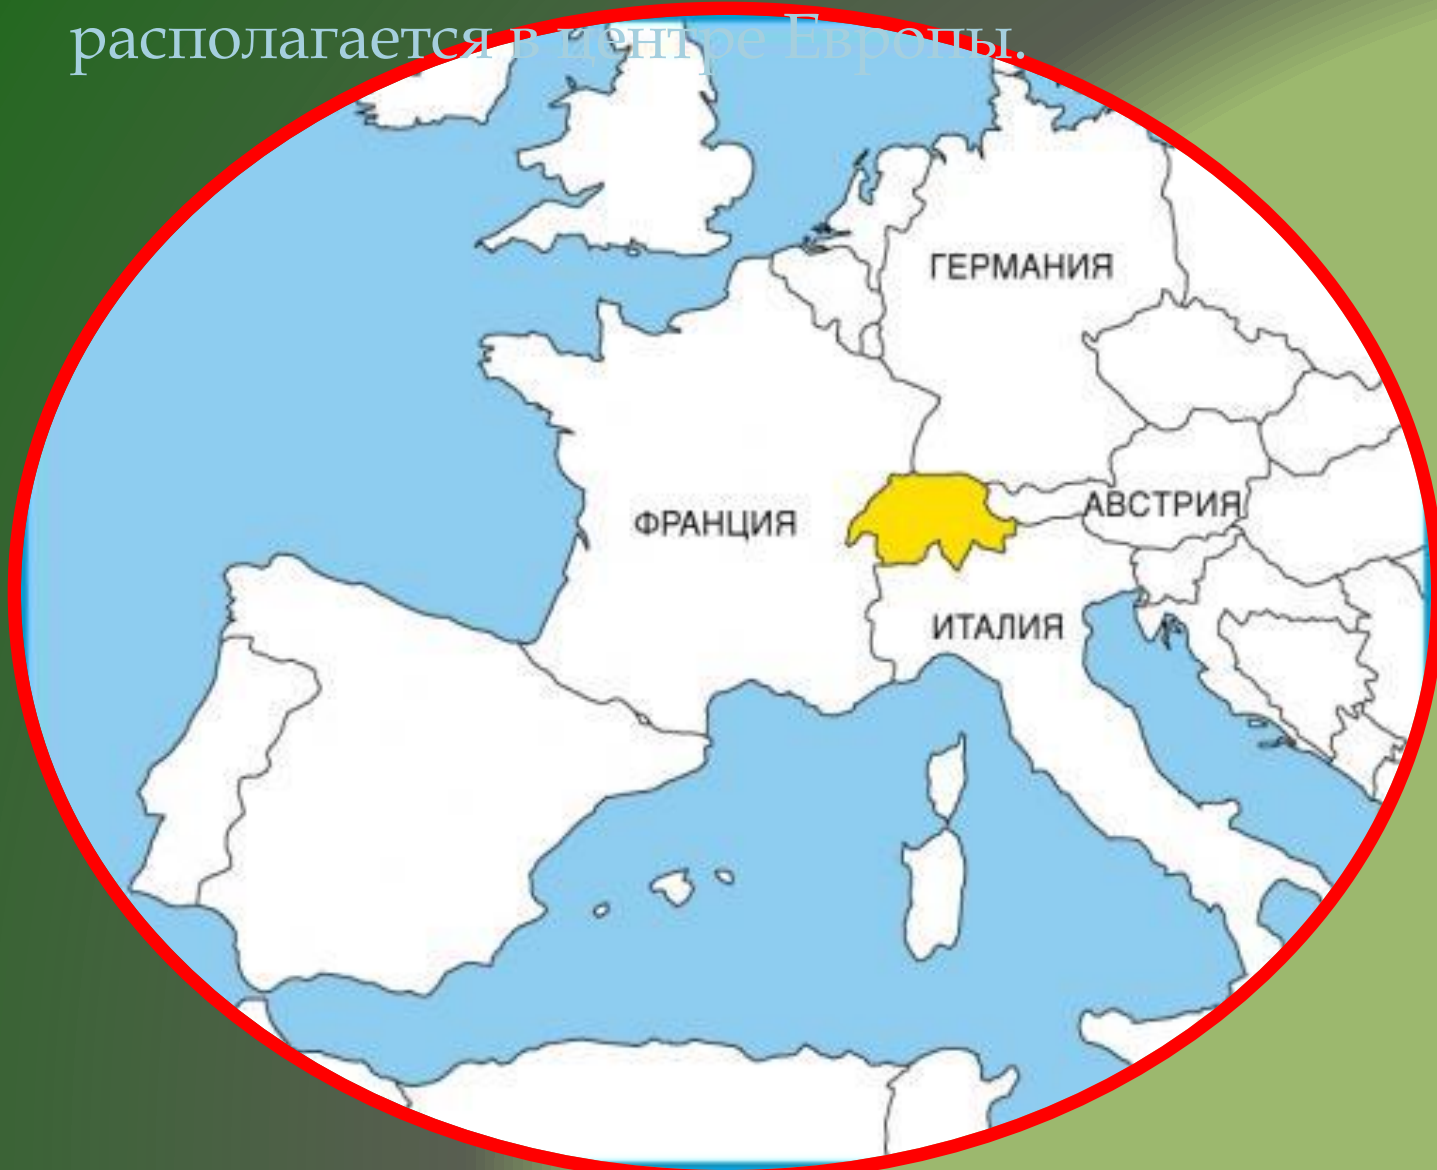 располагается в центре Европы.
ГЕРМАНИЯ
АВСТРИЯ
ФРАНЦИЯ
ИТАЛИЯ